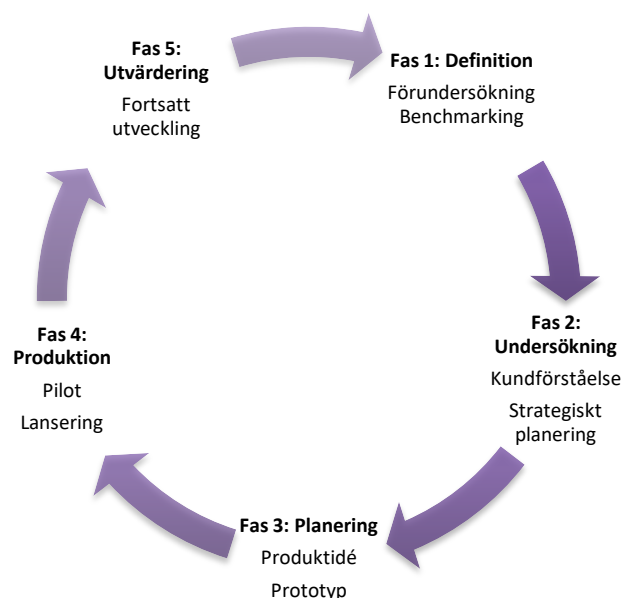 Fas 1: Definition
Förundersökning
Benchmarking
Fas 2:
Undersökning
Kundförståelse
Strategiskt
planering
Fas 3: Planering
Produktidé
Prototyp
Fas 4:
Produktion
Pilot
Lansering
Fas 5:
Utvärdering
Fortsatt
utveckling